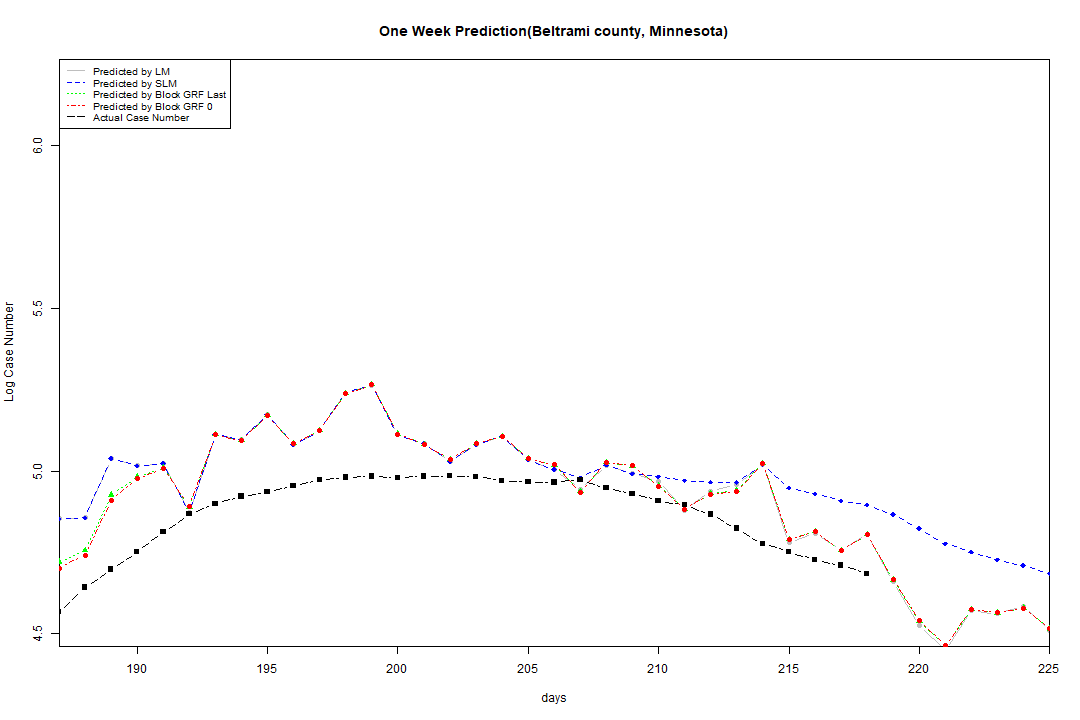 One Week Prediction(Beltrami county, Minnesota)
Predicted by LM
Predicted by SLM
Predicted by Block GRF Last
Predicted by Block GRF 0
Actual Case Number
6.0
5.5
5.0
4.5
Log Case Number
190 195 200 205 210 215 220 225
days